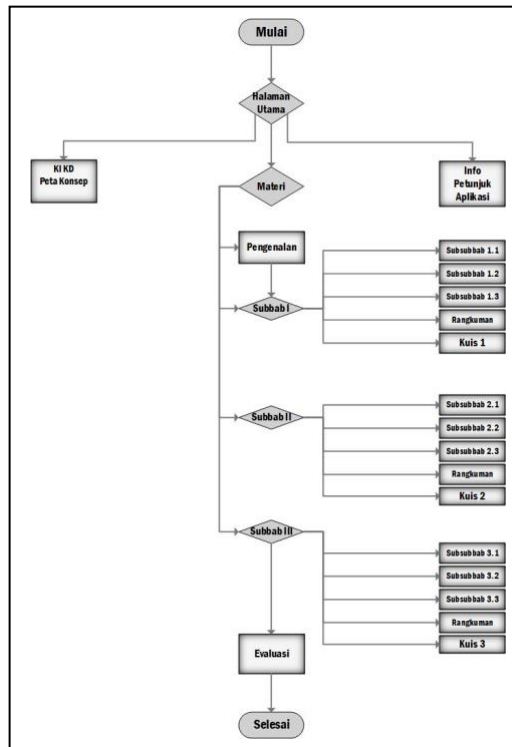 Mulai
Halaman
Utama
KI KD
Peta Konsep
Materi
Info
Petunjuk
Aplikasi
Pengenalan
Subbab I
Subsubbab 1.1
Subsubbab 1.2
Subsubbab 1.3
Rangkuman
Kuis 1
Subbab II
Subsubbab 2.1
Subsubbab 2.2
Subsubbab 2.3
Rangkuman
Kuis 2
Subbab III
Subsubbab 3.1
Subsubbab 3.2
Subsubbab 3.3
Rangkuman
Kuis 3
Evaluasi
Selesai